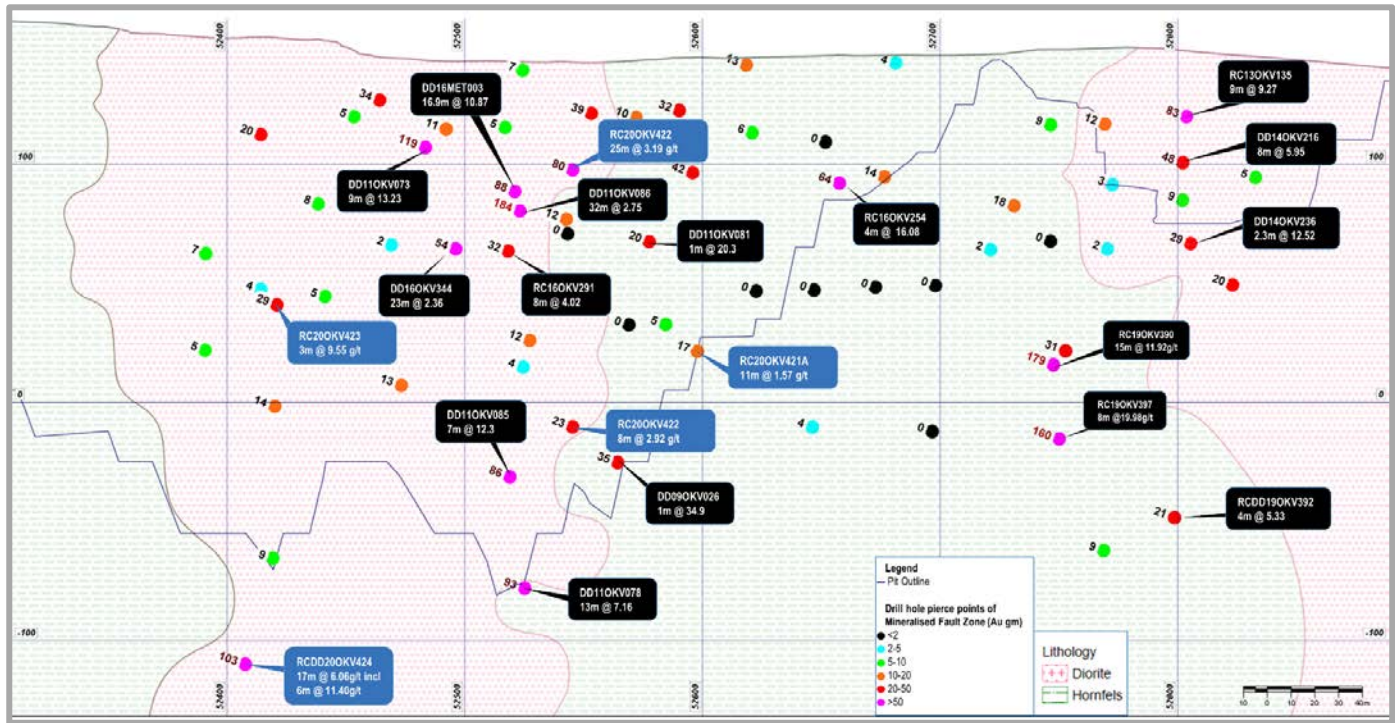 52400
52500
52600
52700
52800
7
13
4
34
5
20
11
5
39
10
32
6
0
9
12
119
80
42
64
14
3
48
83
5
9
88
184
8
12
0
20
18
7
2
54
32
2
0
2
29
20
4
29
5
0
0
0
0
0
5
12
17
5
4
31
179
13
14
23
4
0
160
86
35
9
21
9
93
103
DD16MET003
16.9m @ 10.87
RC20OKV422
25m @ 3.19 g/t
RC13OKV135
9m @ 9.27
DD14OKV216
8m @ 5.95
DD11OKV073
9m @ 13.23
DD11OKV086
32m @ 2.75
RC16OKV254
4m @ 16.08
DD14OKV236
2.3m @ 12.52
DD11OKV081
1m @ 20.3
DD16OKV344
23m @ 2.36
RC16OKV291
8m @ 4.02
RC20OKV423
3m @ 9.55 g/t
RC20OKV421A
11m @ 1.57 g/t
RC19OKV390
15m @ 11.92g/t
DD11OKV085
7m @ 12.3
RC20OKV422
8m @ 2.92 g/t
RC19OKV397
8m @19.98g/t
DD09OKV026
1m @ 34.9
RCDD19OKV392
4m @ 5.33
DD11OKV078
13m @ 7.16
RCDD20OKV424
17m @ 6.06g/t incl
6m @ 11.40g/t
100
100
0
0
-100
-100
Legend
Pit Outline
Drill hole pierce points of
Mineralised Fault Zone (Au gm)
<2
2-5
5-10
10-20
20-50
>50
Lithology
Diorite
Hornfels
10 0 10 20 30 40m
52400
52500
52600
52800